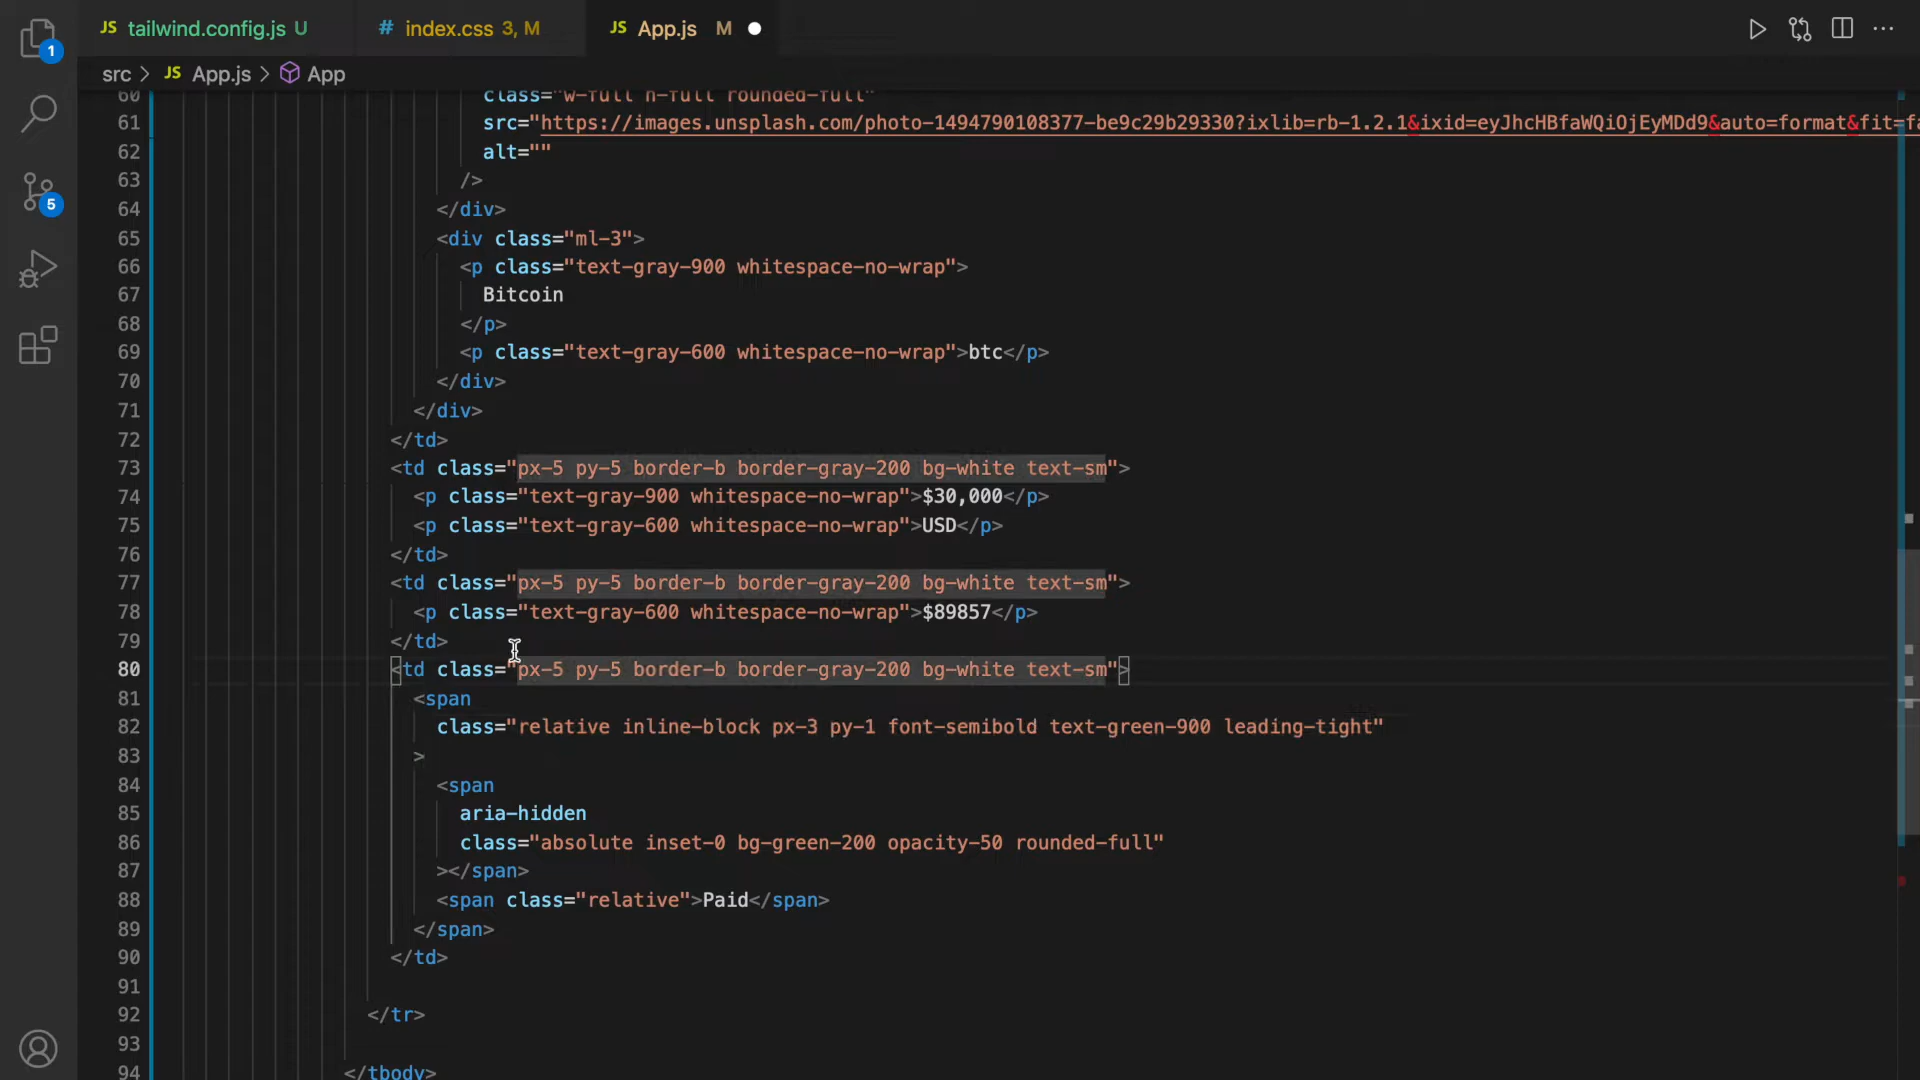 1
JS tailwind.config.js U
# index.css 3, M
JS App.js M
src > JS App.js > App
60 class="w-full h-full rounded-full"
61 src="https://images.unsplash.com/photo-1494790108377-be9c29b29330?ixlib=rb-1.2.1&ixid=eyJhcHBfaWQiOjEyMDd9&auto=format&fit=fa
62 alt=""
63 />
64 </div>
65 <div class="ml-3">
66 <p class="text-gray-900 whitespace-no-wrap">
67 Bitcoin
68 </p>
69 <p class="text-gray-600 whitespace-no-wrap">btc</p>
70 </div>
71 </div>
72 </td>
73 <td class="px-5 py-5 border-b border-gray-200 bg-white text-sm">
74 <p class="text-gray-900 whitespace-no-wrap">$30,000</p>
75 <p class="text-gray-600 whitespace-no-wrap">USD</p>
76 </td>
77 <td class="px-5 py-5 border-b border-gray-200 bg-white text-sm">
78 <p class="text-gray-600 whitespace-no-wrap">$89857</p>
79 </td>
80 <td class="px-5 py-5 border-b border-gray-200 bg-white text-sm">
81 <span
82 class="relative inline-block px-3 py-1 font-semibold text-green-900 leading-tight"
83 >
84 <span
85 aria-hidden
86 class="absolute inset-0 bg-green-200 opacity-50 rounded-full"
87 ></span>
88 <span class="relative">Paid</span>
89 </span>
90 </td>
91
92 </tr>
93
94 </tbody>
5